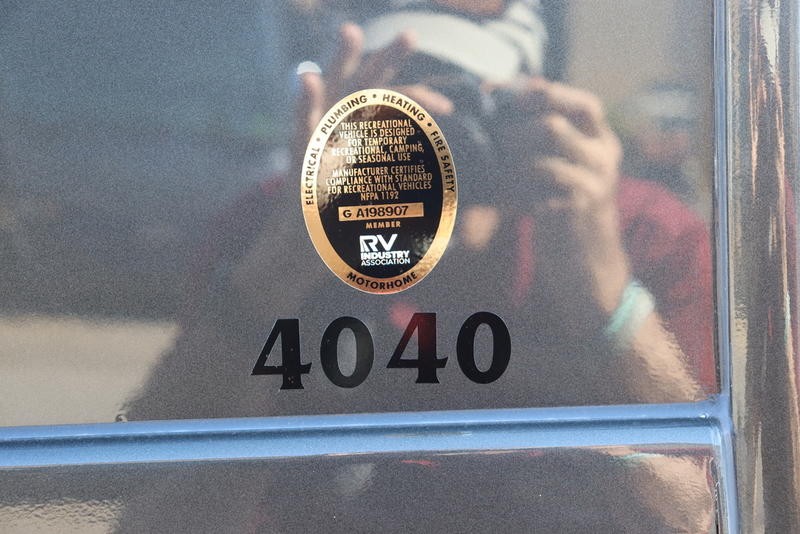 ELECTRICAL • PLUMBING • HEATING • FIRE SAFETY
THIS RECREATIONAL
VEHICLE IS DESIGNED
FOR TEMPORARY
RECREATIONAL, CAMPING,
OR SEASONAL USE
MANUFACTURER CERTIFIES
COMPLIANCE WITH STANDARD
FOR RECREATIONAL VEHICLES
NFPA 1192
G A198907
MEMBER
RV
INDUSTRY
ASSOCIATION
MOTORHOME
4040